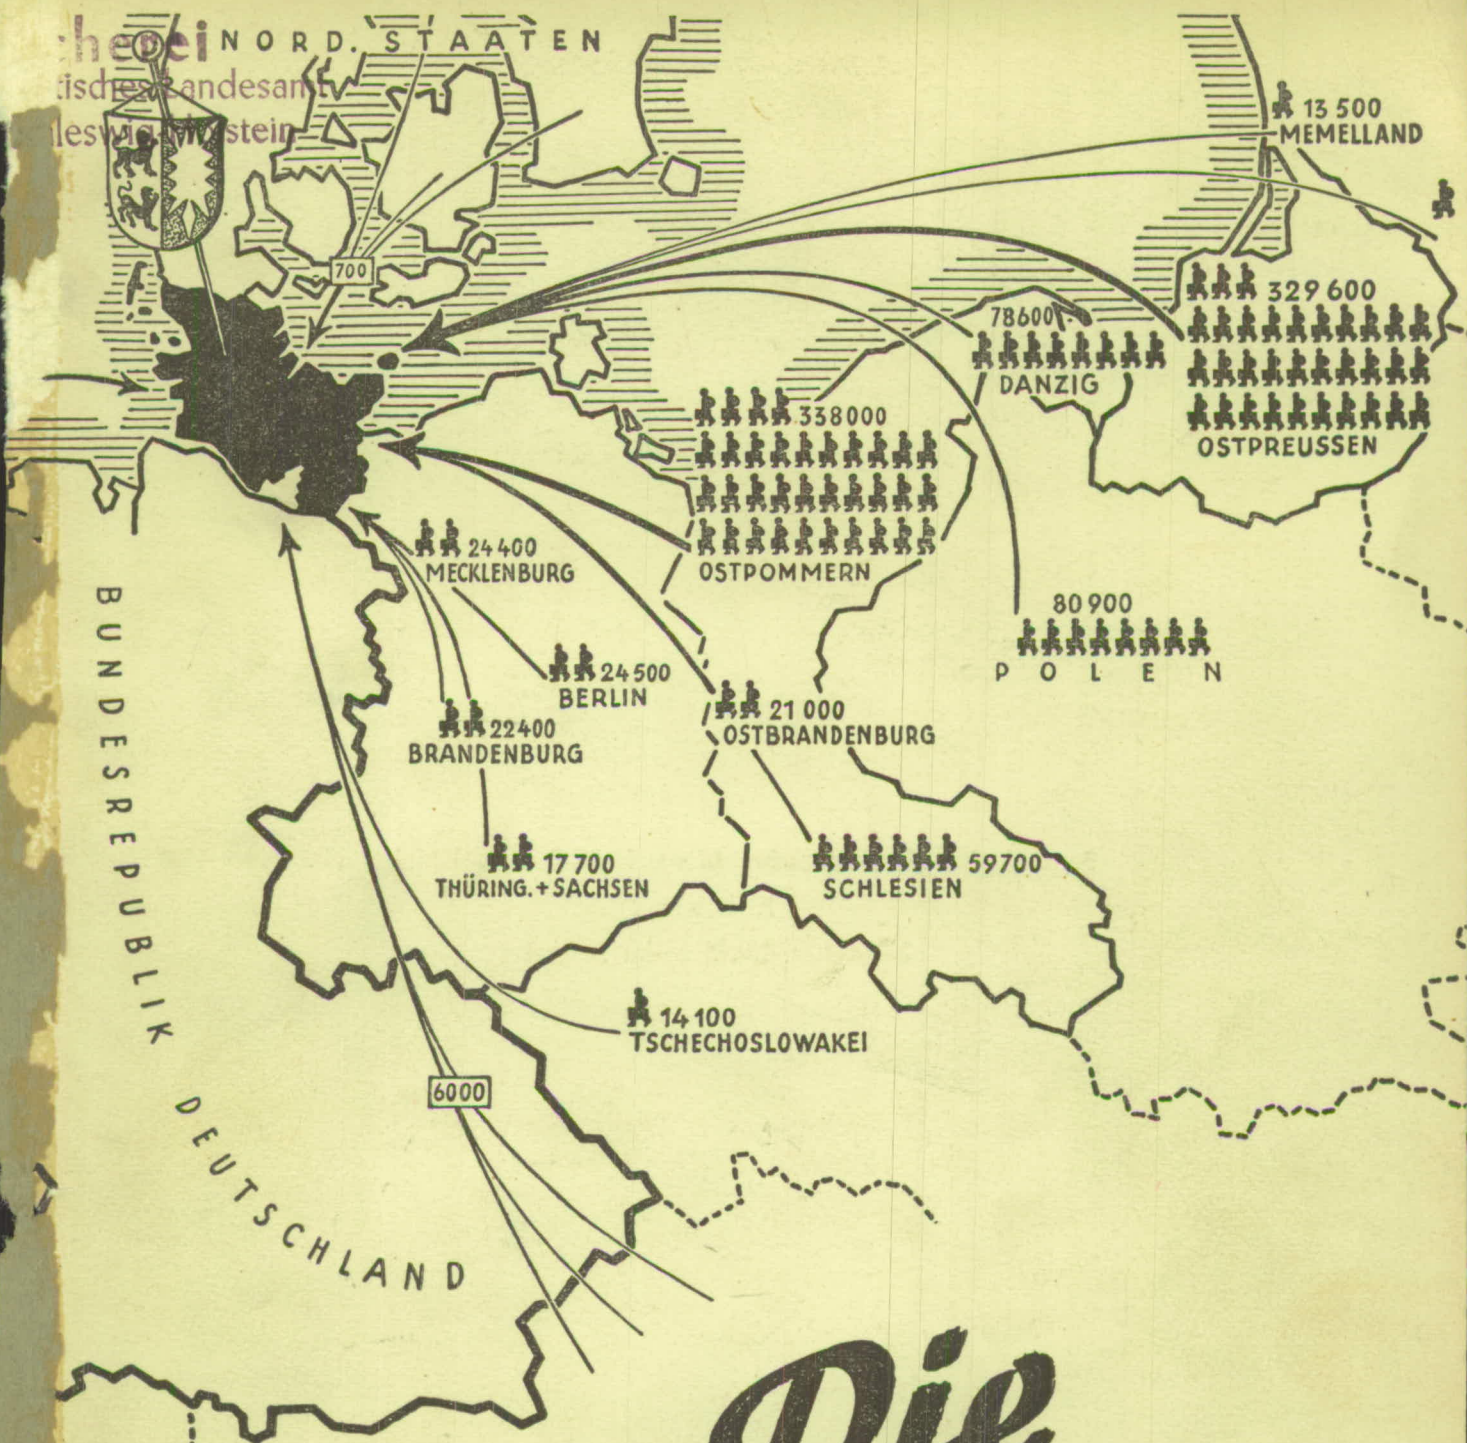 NORD. STAATEN
13 500
MEMELLAND
700
329 600
OSTPREUSSEN
78600
DANZIG
338000
OSTPOMMERN
24 400
MECKLENBURG
80 900
POLEN
24 500
BERLIN
22400
BRANDENBURG
21 000
OSTBRANDENBURG
17 700
THÜRING.+SACHSEN
59700
SCHLESIEN
14 100
TSCHECHOSLOWAKEI
6000
BUNDESREPUBLIK DEUTSCHLAND
Die